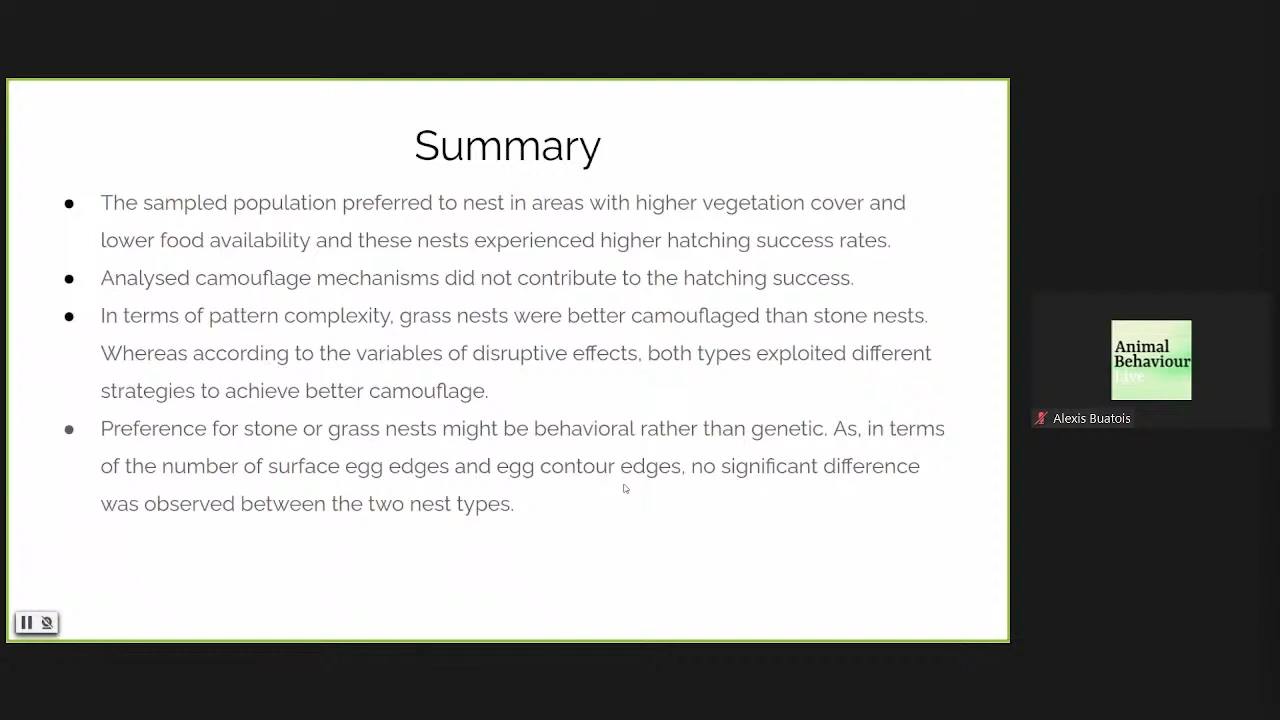 Summary
● The sampled population preferred to nest in areas with higher vegetation cover and
lower food availability and these nests experienced higher hatching success rates.
● Analysed camouflage mechanisms did not contribute to the hatching success.
● In terms of pattern complexity, grass nests were better camouflaged than stone nests.
Whereas according to the variables of disruptive effects, both types exploited different
strategies to achieve better camouflage.
● Preference for stone or grass nests might be behavioral rather than genetic. As, in terms
of the number of surface egg edges and egg contour edges, no significant difference
was observed between the two nest types.
Animal
Behaviour
Live
Alexis Buatois